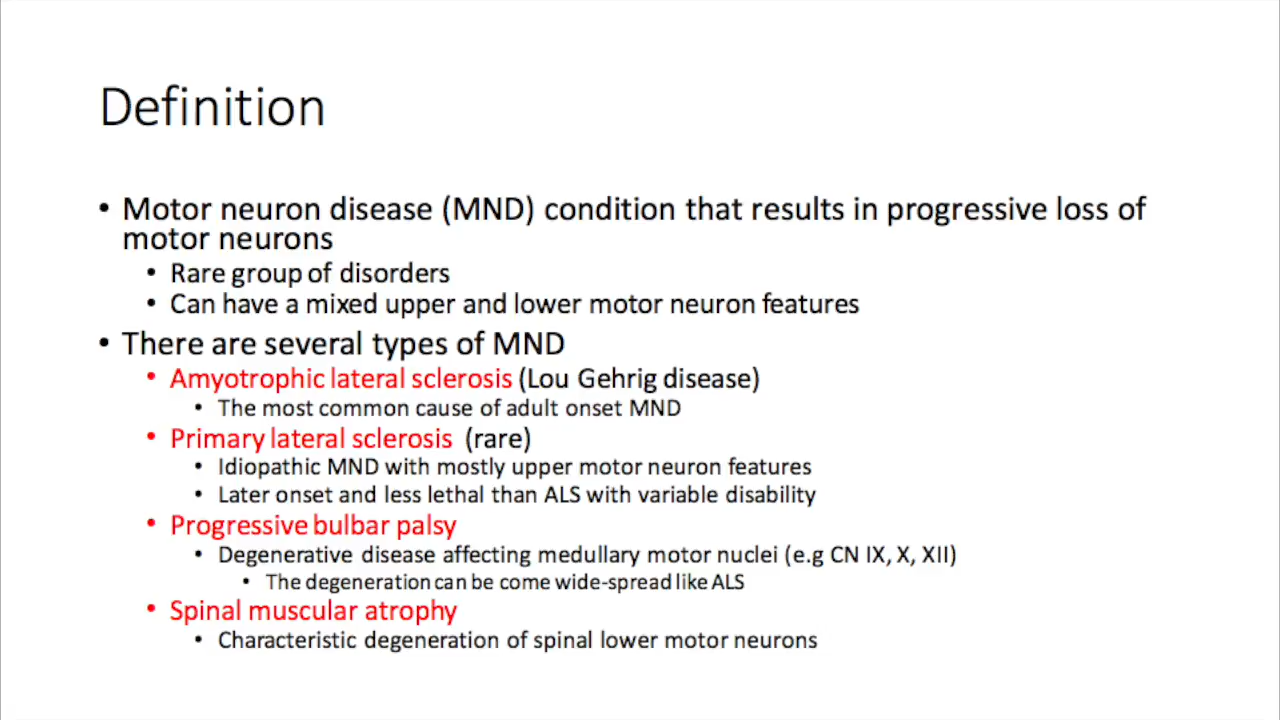 Definition
• Motor neuron disease (MND) condition that results in progressive loss of
motor neurons
• Rare group of disorders
• Can have a mixed upper and lower motor neuron features
• There are several types of MND
• Amyotrophic lateral sclerosis (Lou Gehrig disease)
• The most common cause of adult onset MND
• Primary lateral sclerosis (rare)
• Idiopathic MND with mostly upper motor neuron features
• Later onset and less lethal than ALS with variable disability
• Progressive bulbar palsy
• Degenerative disease affecting medullary motor nuclei (e.g CN IX, X, XII)
• The degeneration can be come wide-spread like ALS
• Spinal muscular atrophy
• Characteristic degeneration of spinal lower motor neurons